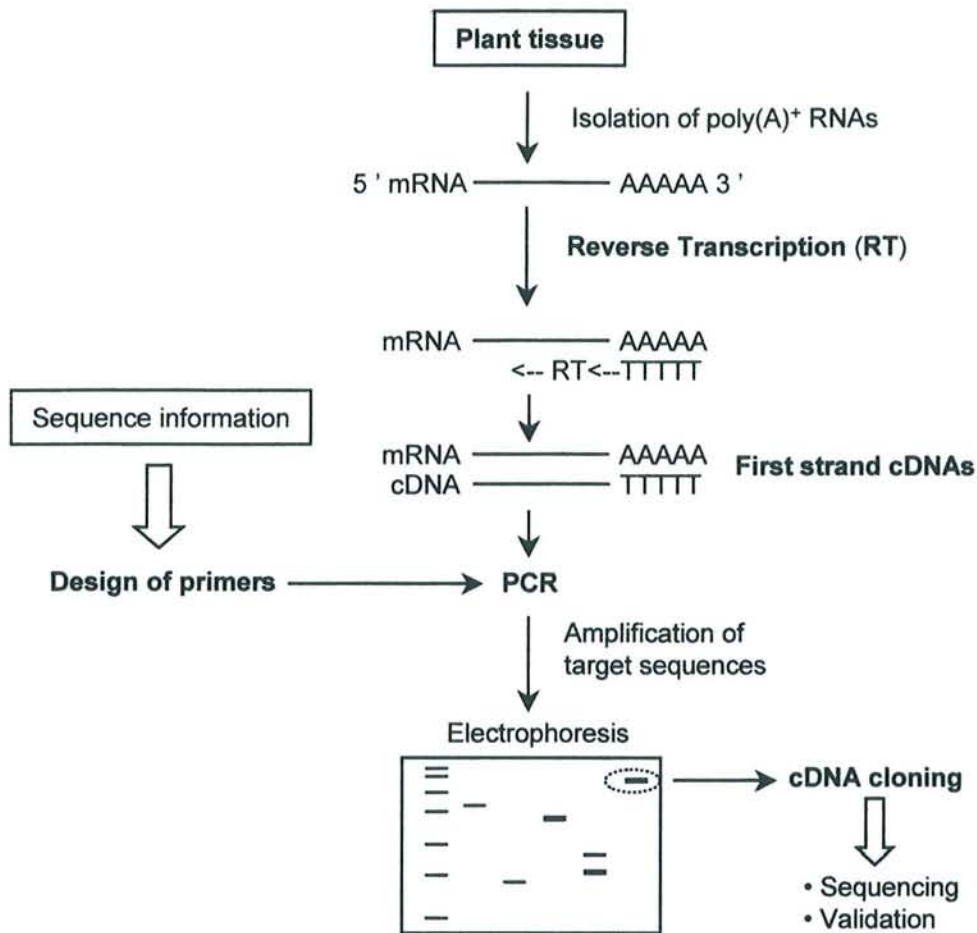 Plant tissue
Isolation of poly(A)⁺ RNAs
5 ' mRNA AAAAA 3 '
Reverse Transcription (RT)
mRNA AAAAA
<-- RT<--TTTTT
Sequence information
mRNA AAAAA
cDNA TTTTT
First strand cDNAs
Design of primers
PCR
Amplification of
target sequences
Electrophoresis
cDNA cloning
• Sequencing
• Validation